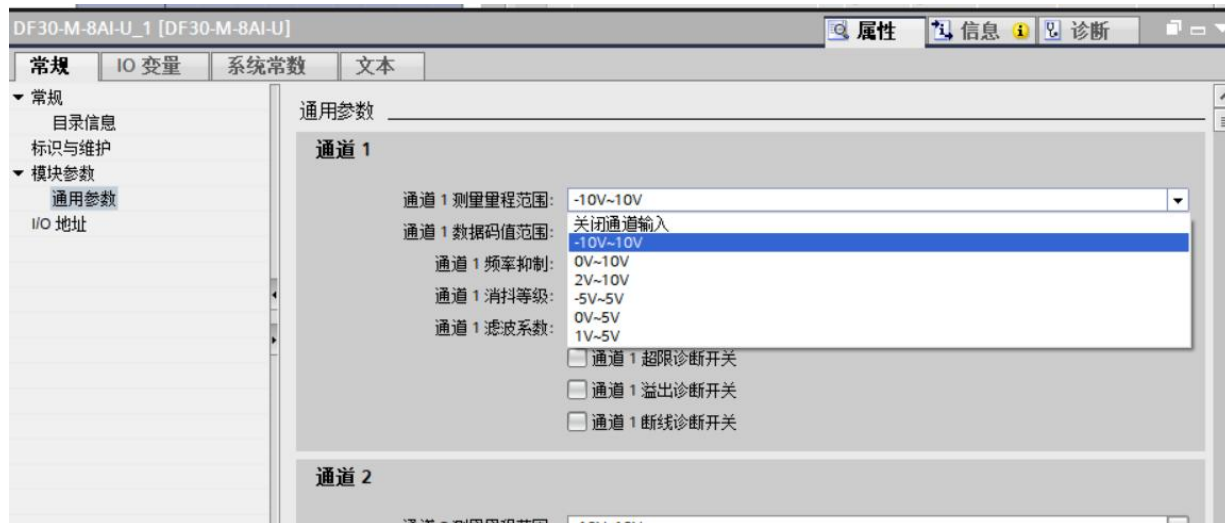 DF30-M-8AI-U_1 [DF30-M-8AI-U]
属性
信息
诊断
常规
IO 变量
系统常数
文本
常规
目录信息
标识与维护
模块参数
通用参数
I/O 地址
通用参数
通道 1
通道 1 测量量程范围: -10V~10V
关闭通道输入
通道 1 数据码值范围: -10V~10V
通道 1 频率抑制: 0V~10V
2V~10V
通道 1 消抖等级: -5V~5V
0V~5V
通道 1 滤波系数: 1V~5V
通道 1 超限诊断开关
通道 1 溢出诊断开关
通道 1 断线诊断开关
通道 2